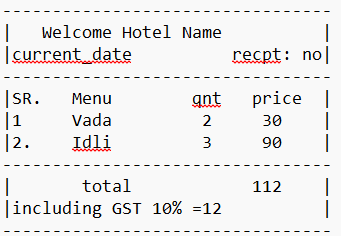 ---------------------------------
| Welcome Hotel Name |
|current_date recpt: no|
---------------------------------
|SR. Menu qnt price |
|1 Vada 2 30 |
|2. Idli 3 90 |
---------------------------------
| total 112 |
|including GST 10% =12 |
---------------------------------